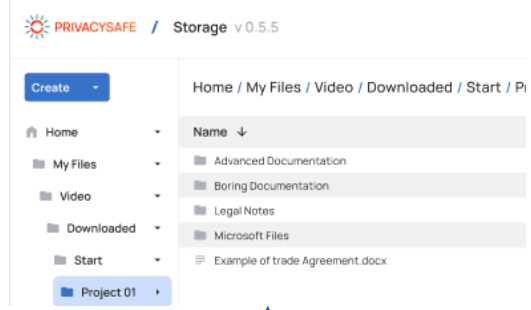 PRIVACYSAFE / Storage v 0.5.5
Create
Home / My Files / Video / Downloaded / Start /
Home
Name
My Files
Advanced Documentation
Boring Documentation
Video
Legal Notes
Downloaded
Microsoft Files
Start
Example of trade Agreement.docx
Project 01